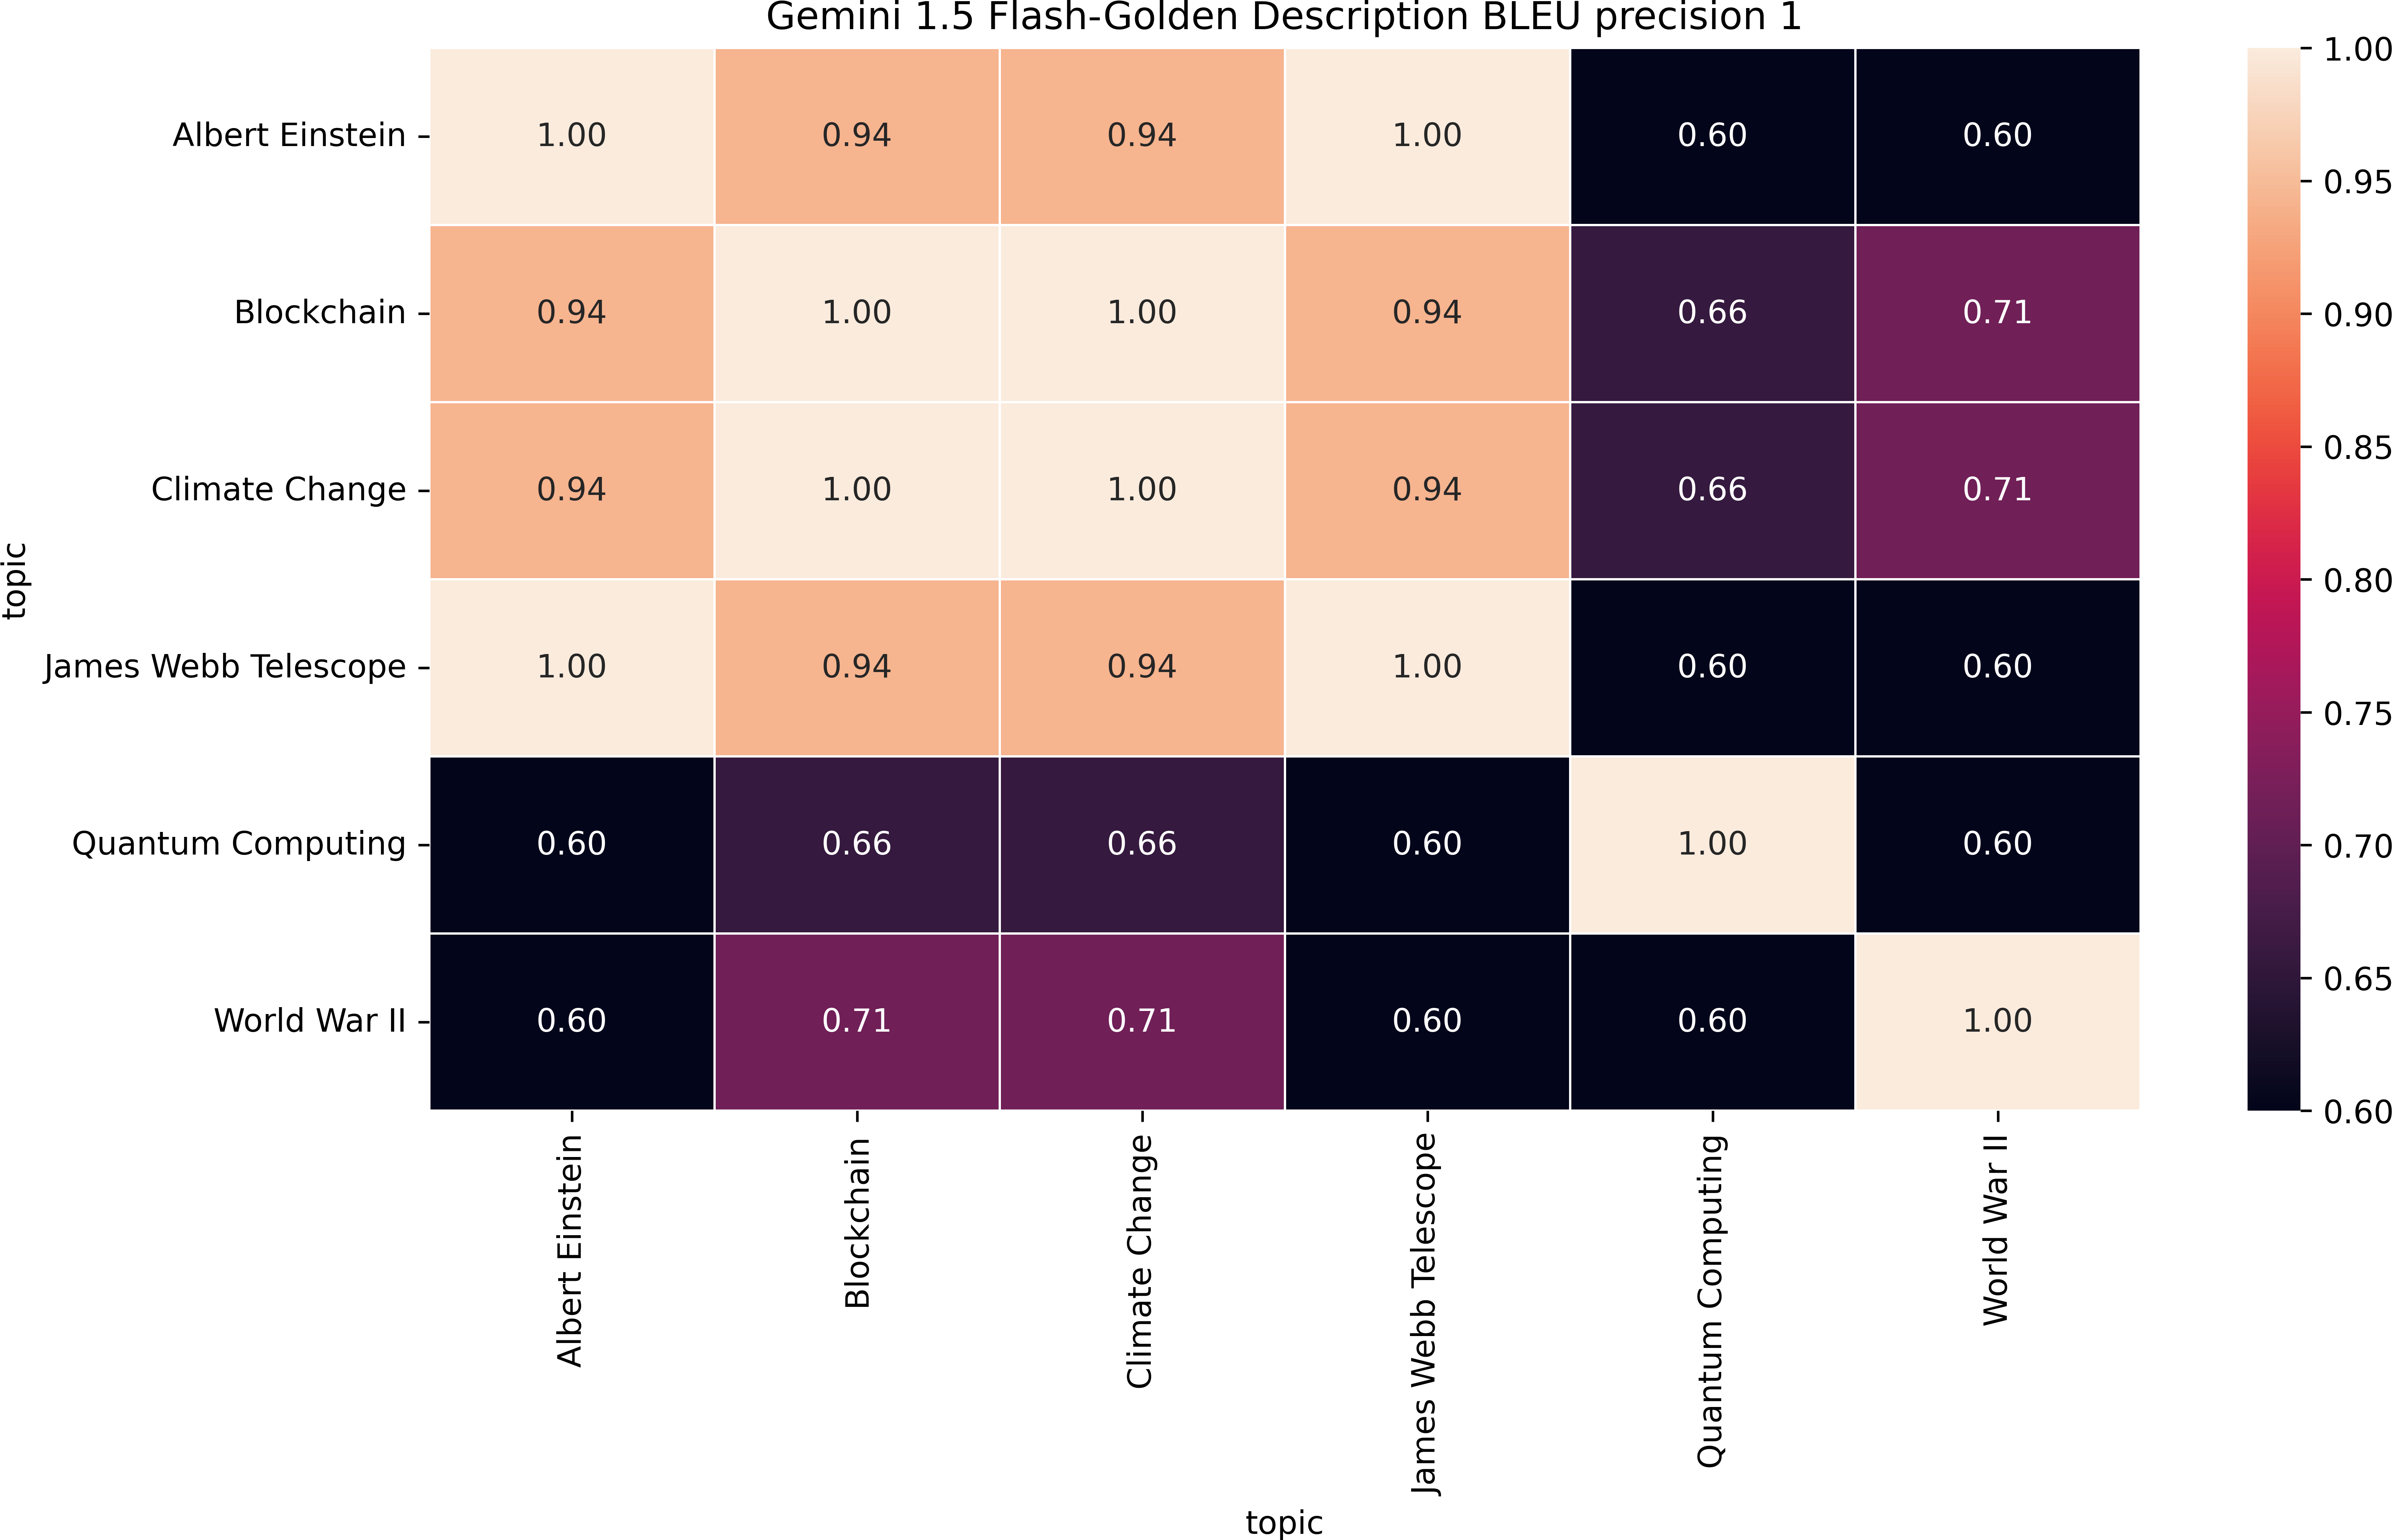 Gemini 1.5 Flash-Golden Description BLEU precision 1
topic
Albert Einstein 1.00 0.94 0.94 1.00 0.60 0.60
Blockchain 0.94 1.00 1.00 0.94 0.66 0.71
Climate Change 0.94 1.00 1.00 0.94 0.66 0.71
James Webb Telescope 1.00 0.94 0.94 1.00 0.60 0.60
Quantum Computing 0.60 0.66 0.66 0.60 1.00 0.60
World War II 0.60 0.71 0.71 0.60 0.60 1.00
Albert Einstein
Blockchain
Climate Change
James Webb Telescope
Quantum Computing
World War II
topic
1.00
0.95
0.90
0.85
0.80
0.75
0.70
0.65
0.60